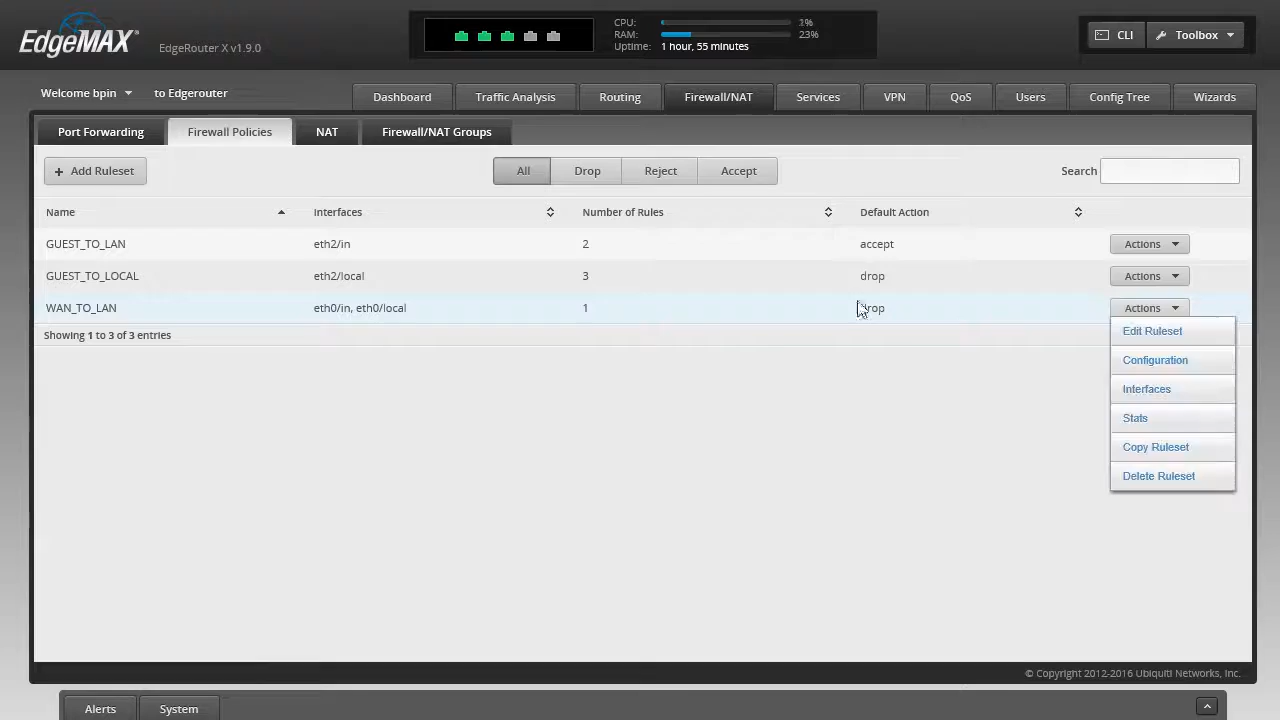 EdgeMAX
EdgeRouter X v1.9.0
CPU: 1%
RAM: 23%
Uptime: 1 hour, 55 minutes
CLI
Toolbox
Welcome bpin to Edgerouter
Dashboard Traffic Analysis Routing Firewall/NAT Services VPN QoS Users Config Tree Wizards
Port Forwarding Firewall Policies NAT Firewall/NAT Groups
+ Add Ruleset All Drop Reject Accept Search
Name Interfaces Number of Rules Default Action
GUEST_TO_LAN eth2/in 2 accept Actions
GUEST_TO_LOCAL eth2/local 3 drop Actions
WAN_TO_LAN eth0/in, eth0/local 1 drop Actions
Showing 1 to 3 of 3 entries
Edit Ruleset
Configuration
Interfaces
Stats
Copy Ruleset
Delete Ruleset
© Copyright 2012-2016 Ubiquiti Networks, Inc.
Alerts System